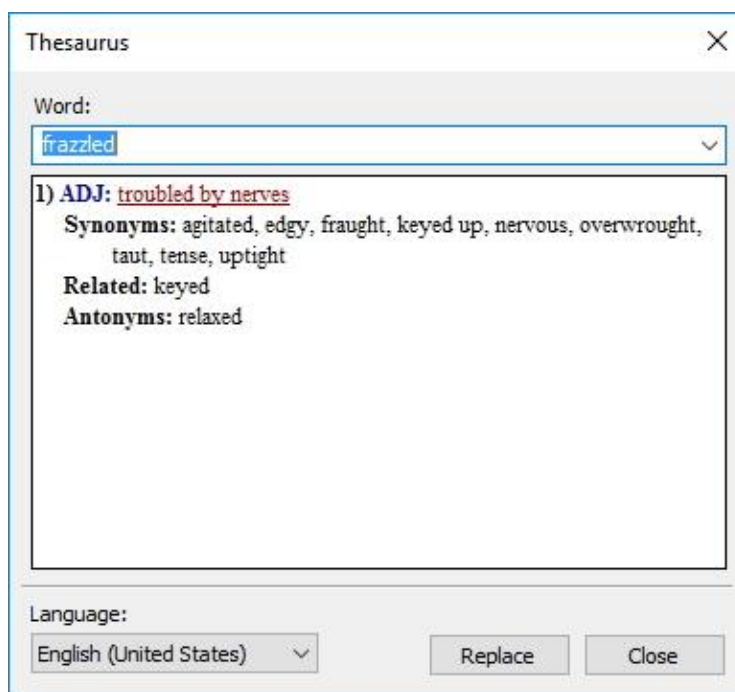 Thesaurus
Word:
frazzled
1) ADJ: troubled by nerves
Synonyms: agitated, edgy, fraught, keyed up, nervous, overwrought,
taut, tense, uptight
Related: keyed
Antonyms: relaxed
Language:
English (United States)
Replace
Close